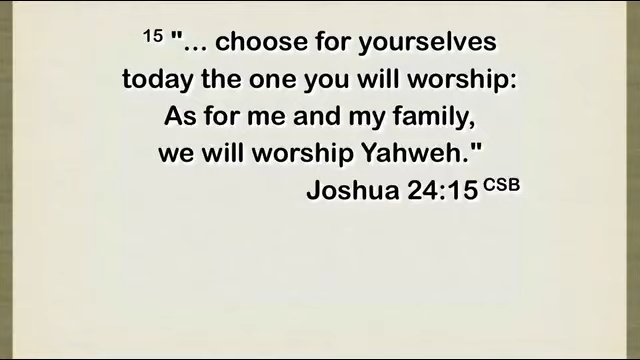 15 "... choose for yourselves
today the one you will worship:
As for me and my family,
we will worship Yahweh."
Joshua 24:15 CSB